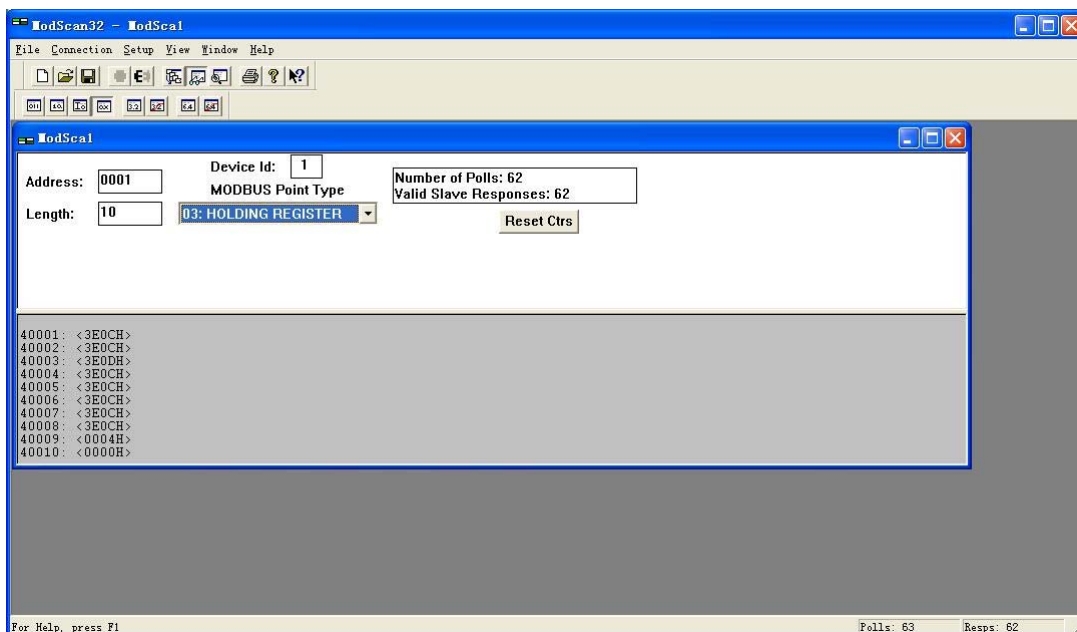 ModScan32 - ModSca1
File Connection Setup View Window Help
ModSca1
Address: 0001
Device Id: 1
MODBUS Point Type
Length: 10
03: HOLDING REGISTER
Number of Polls: 62
Valid Slave Responses: 62
Reset Ctrs
40001: <3E0CH>
40002: <3E0CH>
40003: <3E0DH>
40004: <3E0CH>
40005: <3E0CH>
40006: <3E0CH>
40007: <3E0CH>
40008: <3E0CH>
40009: <0004H>
40010: <0000H>
For Help, press F1
Polls: 63
Resps: 62